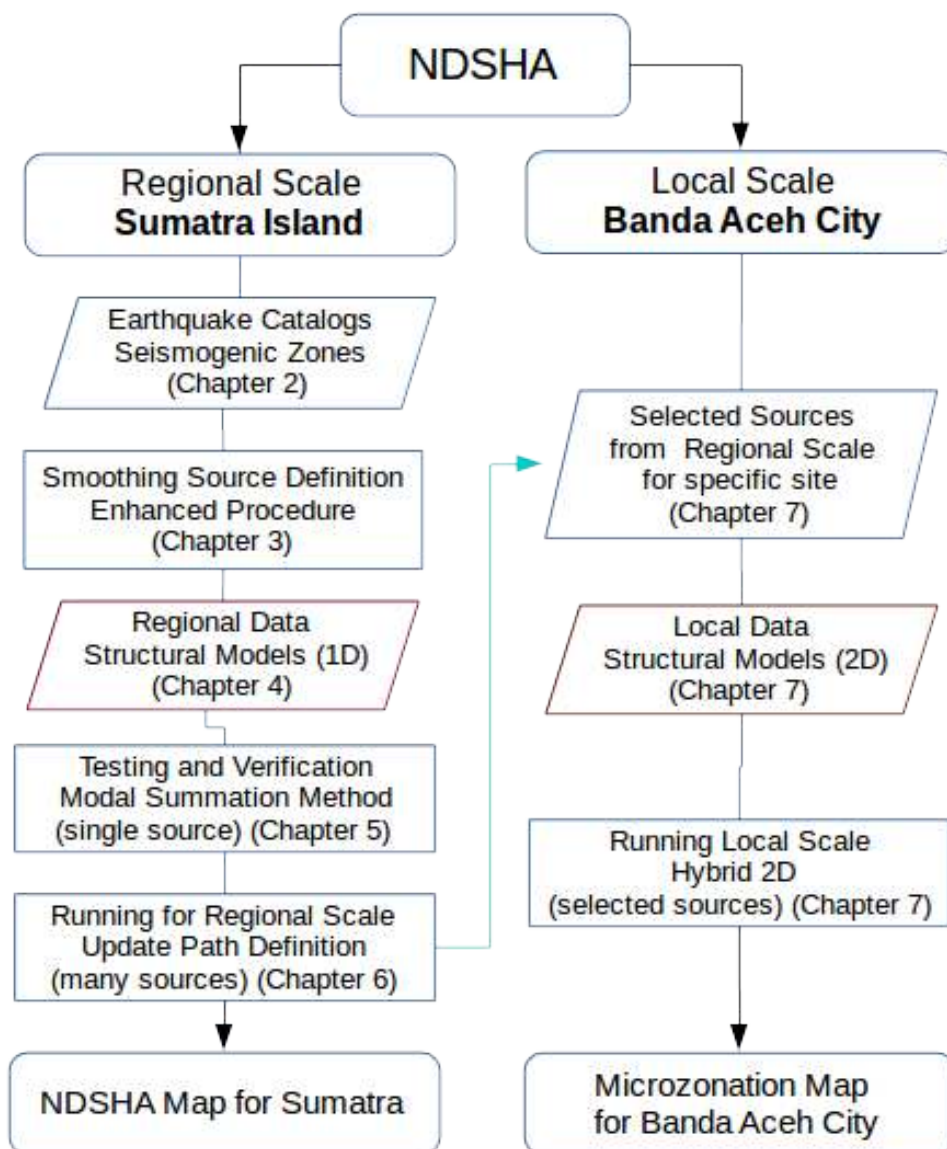 NDSHA
Regional Scale
Sumatra Island
Earthquake Catalogs
Seismogenic Zones
(Chapter 2)
Smoothing Source Definition
Enhanced Procedure
(Chapter 3)
Regional Data
Structural Models (1D)
(Chapter 4)
Testing and Verification
Modal Summation Method
(single source) (Chapter 5)
Running for Regional Scale
Update Path Definition
(many sources) (Chapter 6)
NDSHA Map for Sumatra
Local Scale
Banda Aceh City
Selected Sources
from Regional Scale
for specific site
(Chapter 7)
Local Data
Structural Models (2D)
(Chapter 7)
Running Local Scale
Hybrid 2D
(selected sources) (Chapter 7)
Microzonation Map
for Banda Aceh City